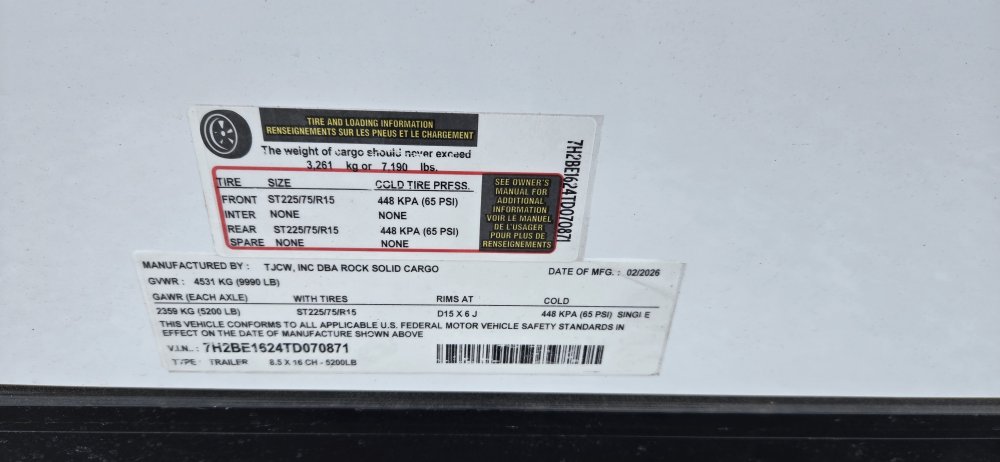 TIRE AND LOADING INFORMATION
RENSEIGNEMENTS SUR LES PNEUS ET LE CHARGEMENT
The weight of cargo should never exceed
3,261 kg or 7,190 lbs.
TIRE SIZE COLD TIRE PRESS.
FRONT ST225/75/R15 448 KPA (65 PSI)
INTER NONE NONE
REAR ST225/75/R15 448 KPA (65 PSI)
SPARE NONE NONE
SEE OWNER'S
MANUAL FOR
ADDITIONAL
INFORMATION
VOIR LE MANUEL
DE L'USAGER
POUR PLUS DE
RENSEIGNEMENTS
7H2BE1624TD070871
MANUFACTURED BY : TJCW, INC DBA ROCK SOLID CARGO DATE OF MFG. : 02/2026
GVWR : 4531 KG (9990 LB)
GAWR (EACH AXLE) WITH TIRES RIMS AT COLD
2359 KG (5200 LB) ST225/75/R15 D15 X 6 J 448 KPA (65 PSI) SINGLE
THIS VEHICLE CONFORMS TO ALL APPLICABLE U.S. FEDERAL MOTOR VEHICLE SAFETY STANDARDS IN
EFFECT ON THE DATE OF MANUFACTURE SHOWN ABOVE
V.I.N.. : 7H2BE1624TD070871
TYPE : TRAILER 8.5 X 16 CH - 5200LB